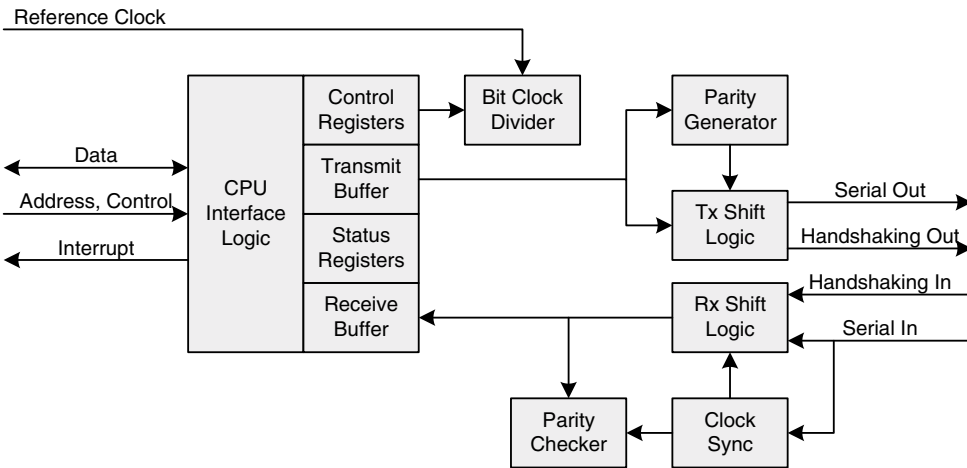 Reference Clock
Control
Registers
Bit Clock
Divider
Parity
Generator
Data
Address, Control
Interrupt
CPU
Interface
Logic
Transmit
Buffer
Status
Registers
Receive
Buffer
Tx Shift
Logic
Serial Out
Handshaking Out
Rx Shift
Logic
Handshaking In
Serial In
Parity
Checker
Clock
Sync